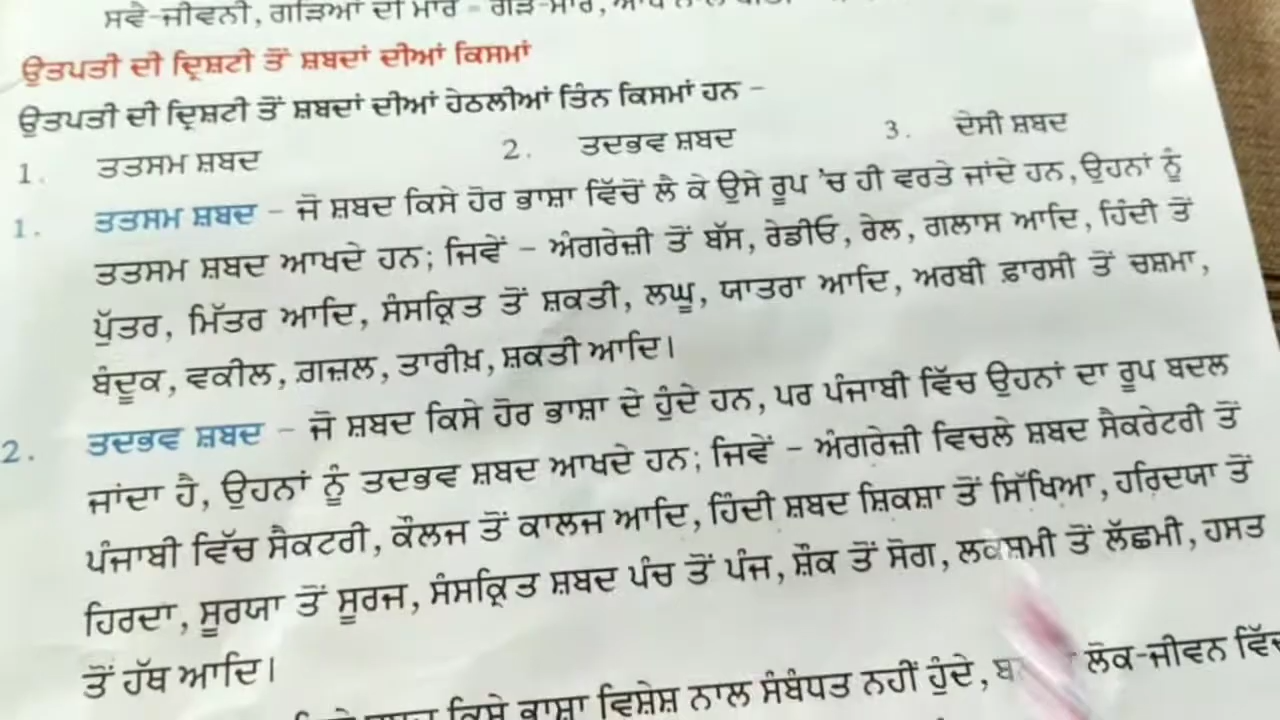 ਸਵੈ-ਜੀਵਨੀ, ਗੱਡਿਆਂ ਦੀ ਮਾਰ -
ਉਤਪਤੀ ਦੀ ਦ੍ਰਿਸ਼ਟੀ ਤੋਂ ਸ਼ਬਦਾਂ ਦੀਆਂ ਕਿਸਮਾਂ
ਉਤਪਤੀ ਦੀ ਦ੍ਰਿਸ਼ਟੀ ਤੋਂ ਸ਼ਬਦਾਂ ਦੀਆਂ ਹੇਠਲੀਆਂ ਤਿੰਨ ਕਿਸਮਾਂ ਹਨ -
1. ਤਤਸਮ ਸ਼ਬਦ 2. ਤਦਭਵ ਸ਼ਬਦ 3. ਦੇਸੀ ਸ਼ਬਦ
1. ਤਤਸਮ ਸ਼ਬਦ - ਜੋ ਸ਼ਬਦ ਕਿਸੇ ਹੋਰ ਭਾਸ਼ਾ ਵਿੱਚੋਂ ਲੈ ਕੇ ਉਸੇ ਰੂਪ 'ਚ ਹੀ ਵਰਤੇ ਜਾਂਦੇ ਹਨ, ਉਹਨਾਂ ਨੂੰ
ਤਤਸਮ ਸ਼ਬਦ ਆਖਦੇ ਹਨ; ਜਿਵੇਂ - ਅੰਗਰੇਜ਼ੀ ਤੋਂ ਬੱਸ, ਰੇਡੀਓ, ਰੇਲ, ਗਲਾਸ ਆਦਿ, ਹਿੰਦੀ ਤੋਂ
ਪੁੱਤਰ, ਮਿੱਤਰ ਆਦਿ, ਸੰਸਕ੍ਰਿਤ ਤੋਂ ਸ਼ਕਤੀ, ਲਘੂ, ਯਾਤਰਾ ਆਦਿ, ਅਰਬੀ ਫ਼ਾਰਸੀ ਤੋਂ ਚਸ਼ਮਾ,
ਬੰਦੂਕ, ਵਕੀਲ, ਗ਼ਜ਼ਲ, ਤਾਰੀਖ਼, ਸ਼ਕਤੀ ਆਦਿ।
2. ਤਦਭਵ ਸ਼ਬਦ - ਜੋ ਸ਼ਬਦ ਕਿਸੇ ਹੋਰ ਭਾਸ਼ਾ ਦੇ ਹੁੰਦੇ ਹਨ, ਪਰ ਪੰਜਾਬੀ ਵਿੱਚ ਉਹਨਾਂ ਦਾ ਰੂਪ ਬਦਲ
ਜਾਂਦਾ ਹੈ, ਉਹਨਾਂ ਨੂੰ ਤਦਭਵ ਸ਼ਬਦ ਆਖਦੇ ਹਨ; ਜਿਵੇਂ - ਅੰਗਰੇਜ਼ੀ ਵਿਚਲੇ ਸ਼ਬਦ ਸੈਕਰੇਟਰੀ ਤੋਂ
ਪੰਜਾਬੀ ਵਿੱਚ ਸੈਕਟਰੀ, ਕੌਲਜ ਤੋਂ ਕਾਲਜ ਆਦਿ, ਹਿੰਦੀ ਸ਼ਬਦ ਸ਼ਿਕਸ਼ਾ ਤੋਂ ਸਿੱਖਿਆ, ਹਰਿਦਯਾ ਤੋਂ
ਹਿਰਦਾ, ਸੂਰਯਾ ਤੋਂ ਸੂਰਜ, ਸੰਸਕ੍ਰਿਤ ਸ਼ਬਦ ਪੰਚ ਤੋਂ ਪੰਜ, ਸ਼ੌਕ ਤੋਂ ਸੋਗ, ਲਕਸ਼ਮੀ ਤੋਂ ਲੱਛਮੀ, ਹਸਤ
ਤੋਂ ਹੱਥ ਆਦਿ।
ਕਿਸੇ ਭਾਸ਼ਾ ਵਿਸ਼ੇਸ਼ ਨਾਲ ਸੰਬੰਧਤ ਨਹੀਂ ਹੁੰਦੇ, ਲੋਕ-ਜੀਵਨ ਵਿੱਚ